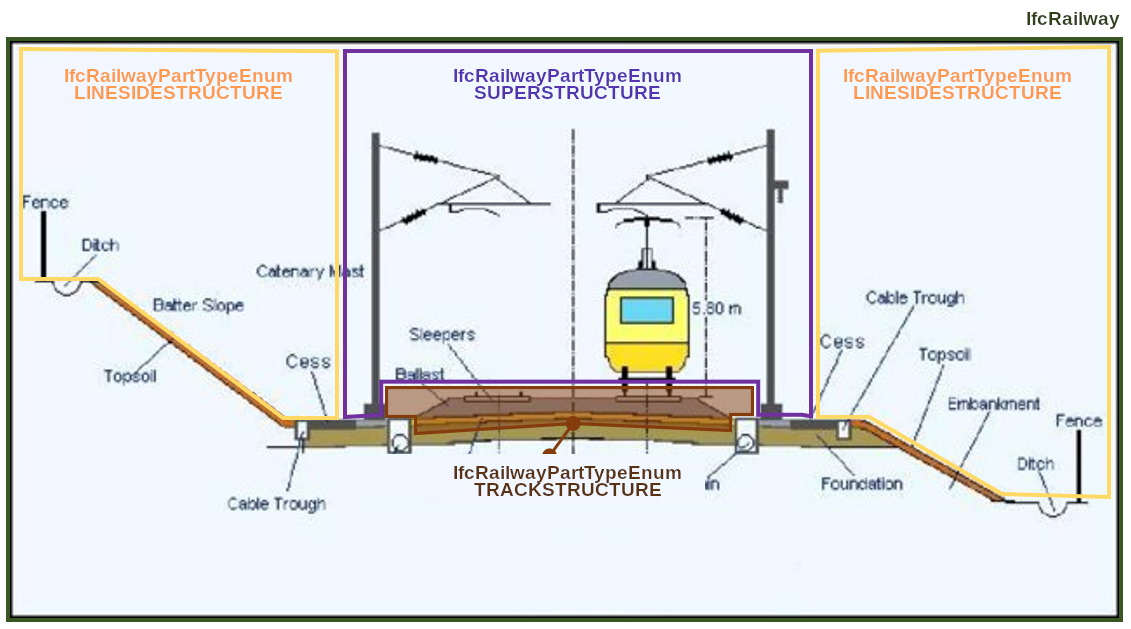 IfcRailway
IfcRailwayPartTypeEnum
LINESIDESTRUCTURE
IfcRailwayPartTypeEnum
SUPERSTRUCTURE
IfcRailwayPartTypeEnum
LINESIDESTRUCTURE
Fence
Ditch
Catenary Mast
Batter Slope
Cable Trough
5.80 m
Sleepers
Cess
Topsoil
Cess
Topsoil
Ballast
Embankment
Fence
IfcRailwayPartTypeEnum
TRACKSTRUCTURE
Ditch
Foundation
Cable Trough